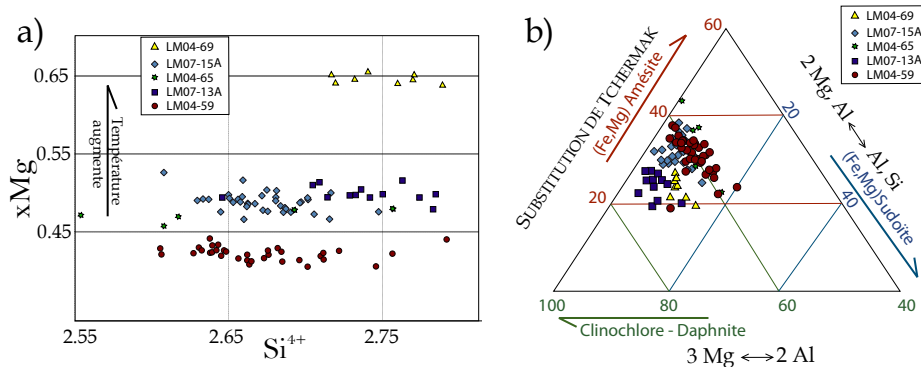 a)
xMg
0.65
0.55
0.45
Température
augmente
LM04-69
LM07-15A
LM04-65
LM07-13A
LM04-59
2.55
2.65
2.75
Si⁴⁺
b)
60
LM04-69
LM07-15A
LM04-65
LM07-13A
LM04-59
SUBSTITUTION DE TCHERMAK
(Fe,Mg) Amésite
2 Mg, Al ↔ Al, Si
(Fe,Mg)Sudoïte
40
20
20
40
100
80
60
40
Clinochlore - Daphnite
3 Mg ↔ 2 Al